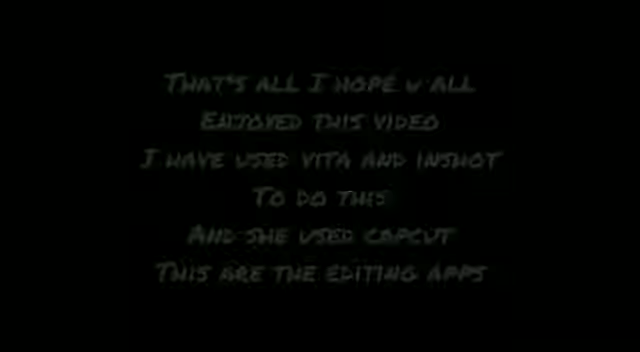 That's all I hope u all
Enjoyed this video
I have used vita and inshot
To do this
And she used capcut
This are the editing apps